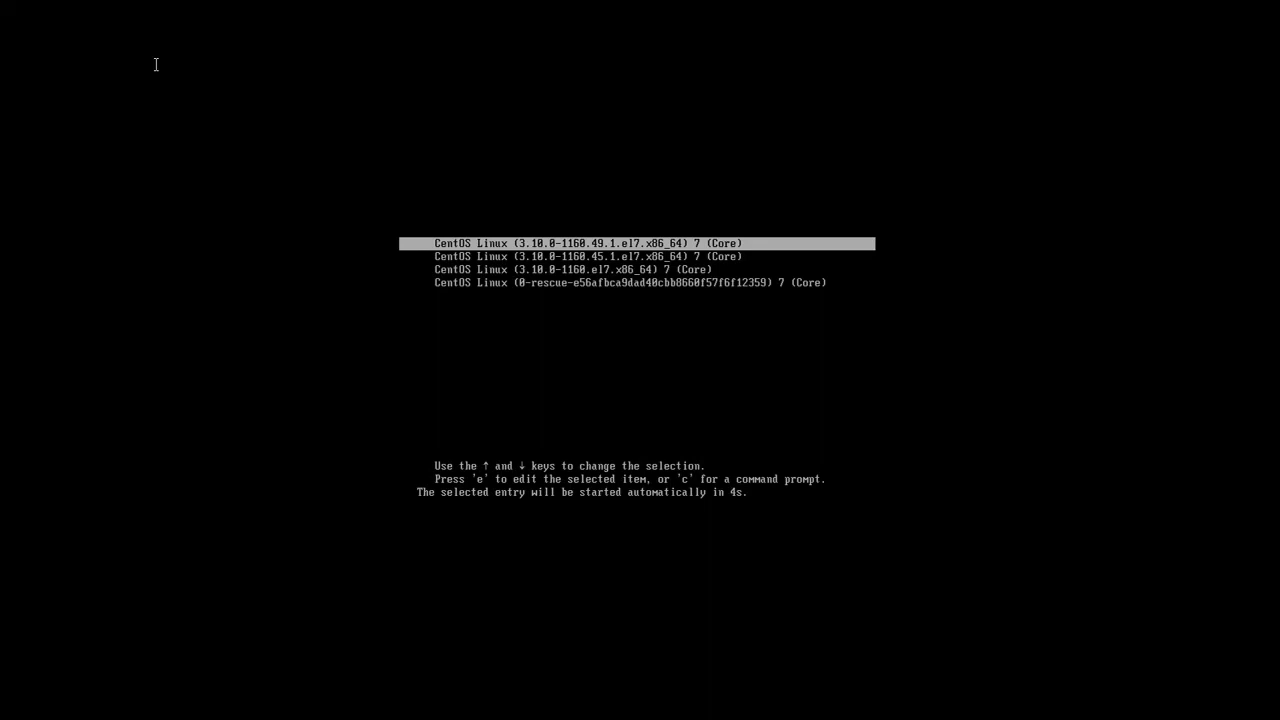 CentOS Linux (3.10.0-1160.49.1.el7.x86_64) 7 (Core)
CentOS Linux (3.10.0-1160.45.1.el7.x86_64) 7 (Core)
CentOS Linux (3.10.0-1160.el7.x86_64) 7 (Core)
CentOS Linux (0-rescue-e56afbca9dad40cbb8660f57f6f12359) 7 (Core)
Use the ↑ and ↓ keys to change the selection.
Press 'e' to edit the selected item, or 'c' for a command prompt.
The selected entry will be started automatically in 4s.